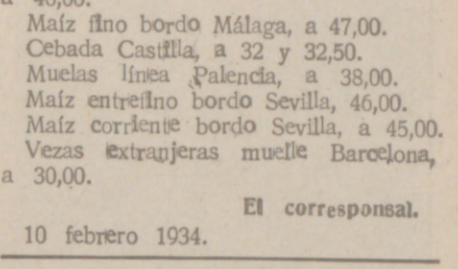 a 46,00.
Maíz fino bordo Málaga, a 47,00.
Cebada Castilla, a 32 y 32,50.
Muelas línea Palencia, a 38,00.
Maíz entrefino bordo Sevilla, 46,00.
Maíz corriente bordo Sevilla, a 45,00.
Vezas extranjeras muelle Barcelona,
a 30,00.
El corresponsal.
10 febrero 1934.